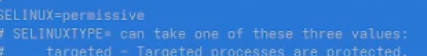 SELINUX=permissive
# SELINUXTYPE= can take one of these three values:
#     targeted - Targeted processes are protected,